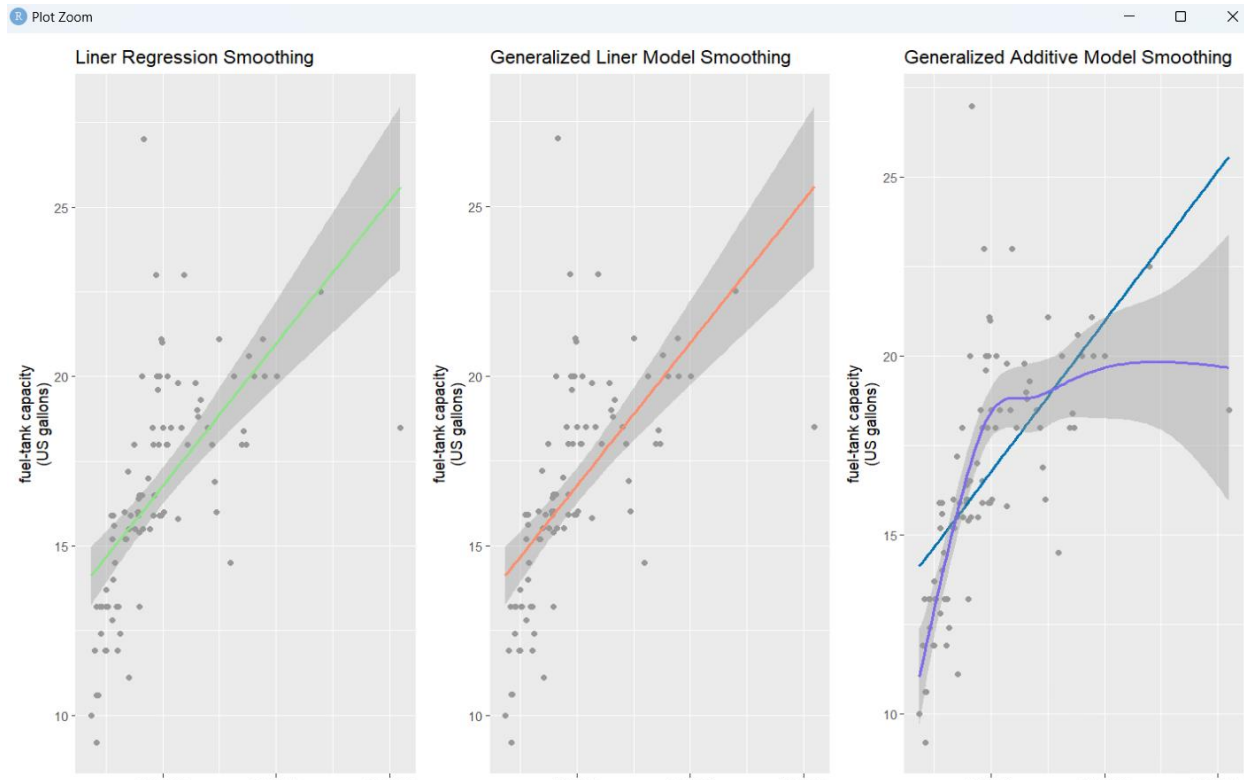 R Plot Zoom
Liner Regression Smoothing
Generalized Liner Model Smoothing
Generalized Additive Model Smoothing
fuel-tank capacity
(US gallons)
25
20
15
10
fuel-tank capacity
(US gallons)
25
20
15
10
fuel-tank capacity
(US gallons)
25
20
15
10